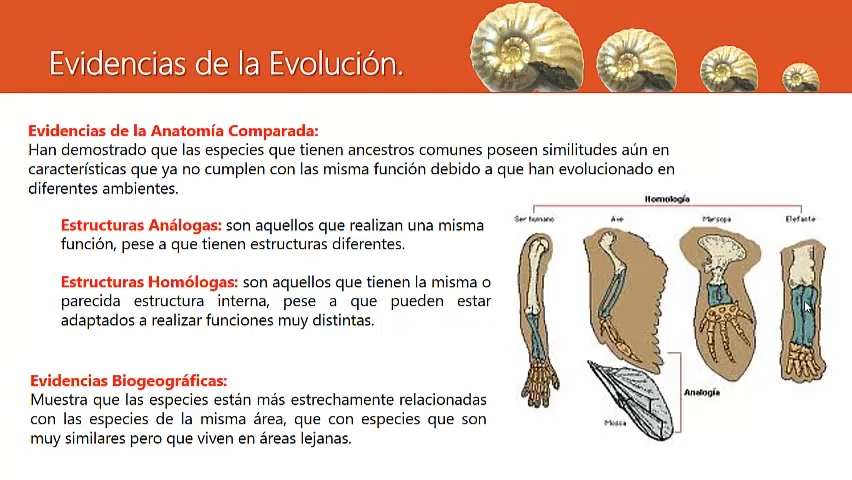 Evidencias de la Evolución.
Evidencias de la Anatomía Comparada:
Han demostrado que las especies que tienen ancestros comunes poseen similitudes aún en
características que ya no cumplen con las misma función debido a que han evolucionado en
diferentes ambientes.
Estructuras Análogas: son aquellos que realizan una misma
función, pese a que tienen estructuras diferentes.
Estructuras Homólogas: son aquellos que tienen la misma o
parecida estructura interna, pese a que pueden estar
adaptados a realizar funciones muy distintas.
Evidencias Biogeográficas:
Muestra que las especies están más estrechamente relacionadas
con las especies de la misma área, que con especies que son
muy similares pero que viven en áreas lejanas.
Homología
Ser humano
Ave
Marsopa
Elefante
Analogía
Mosca